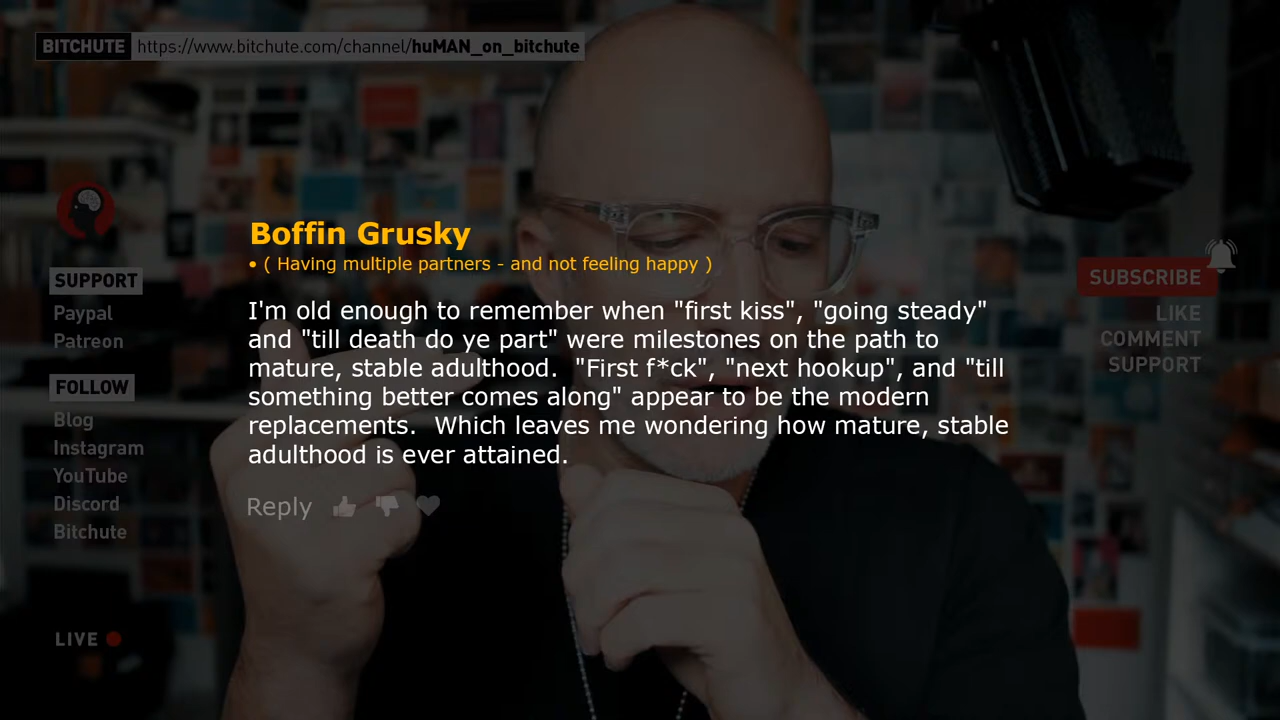 BITCHUTE https://www.bitchute.com/channel/huMAN_on_bitchute
Boffin Grusky
• ( Having multiple partners - and not feeling happy )
I'm old enough to remember when "first kiss", "going steady"
and "till death do ye part" were milestones on the path to
mature, stable adulthood.  "First f*ck", "next hookup", and "till
something better comes along" appear to be the modern
replacements.  Which leaves me wondering how mature, stable
adulthood is ever attained.
Reply
SUPPORT
Paypal
Patreon
FOLLOW
Blog
Instagram
YouTube
Discord
Bitchute
LIVE
SUBSCRIBE
LIKE
COMMENT
SUPPORT